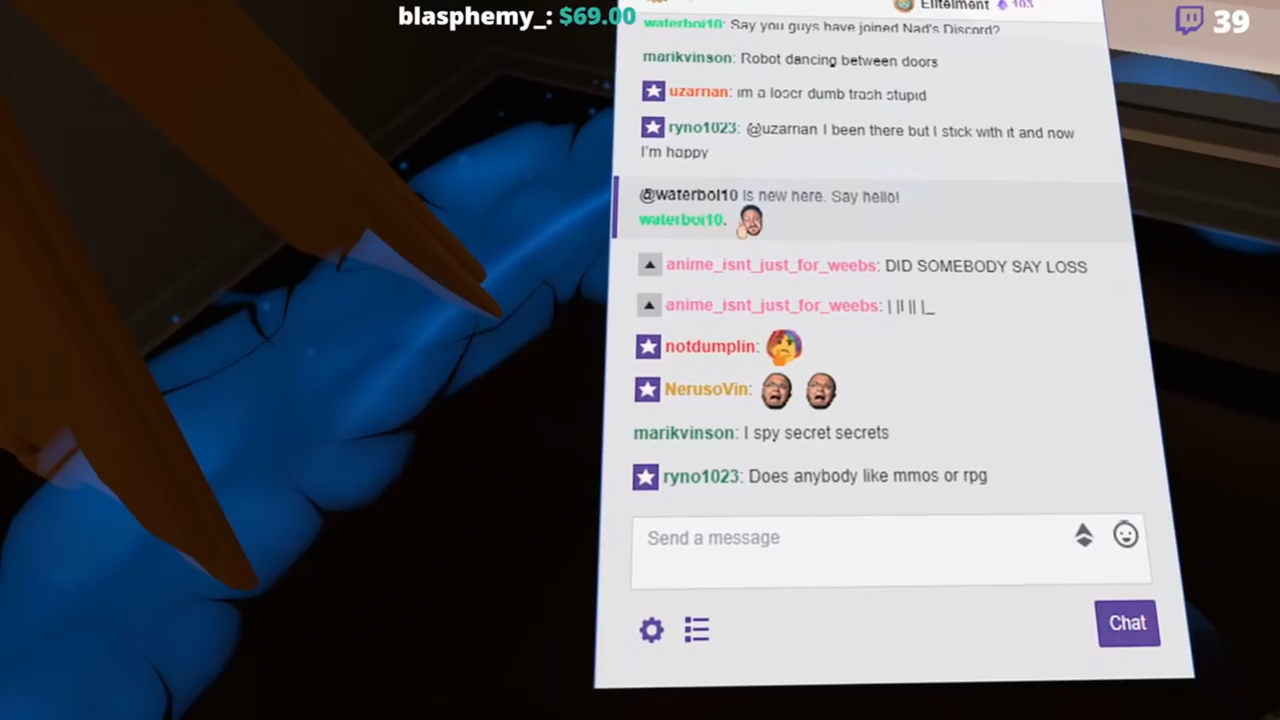 blasphemy_: $69.00
Elitelment 103
39
waterboi10: Say you guys have joined Nad's Discord?
marikvinson: Robot dancing between doors
uzarrian: im a loser dumb trash stupid
ryno1023: @uzarrian I been there but I stick with it and now
I'm happy
@waterboi10 is new here. Say hello!
waterboi10:
anime_isnt_just_for_weebs: DID SOMEBODY SAY LOSS
anime_isnt_just_for_weebs: | |I || |_
notdumplin:
NerusoVin:
marikvinson: I spy secret secrets
ryno1023: Does anybody like mmos or rpg
Send a message
Chat